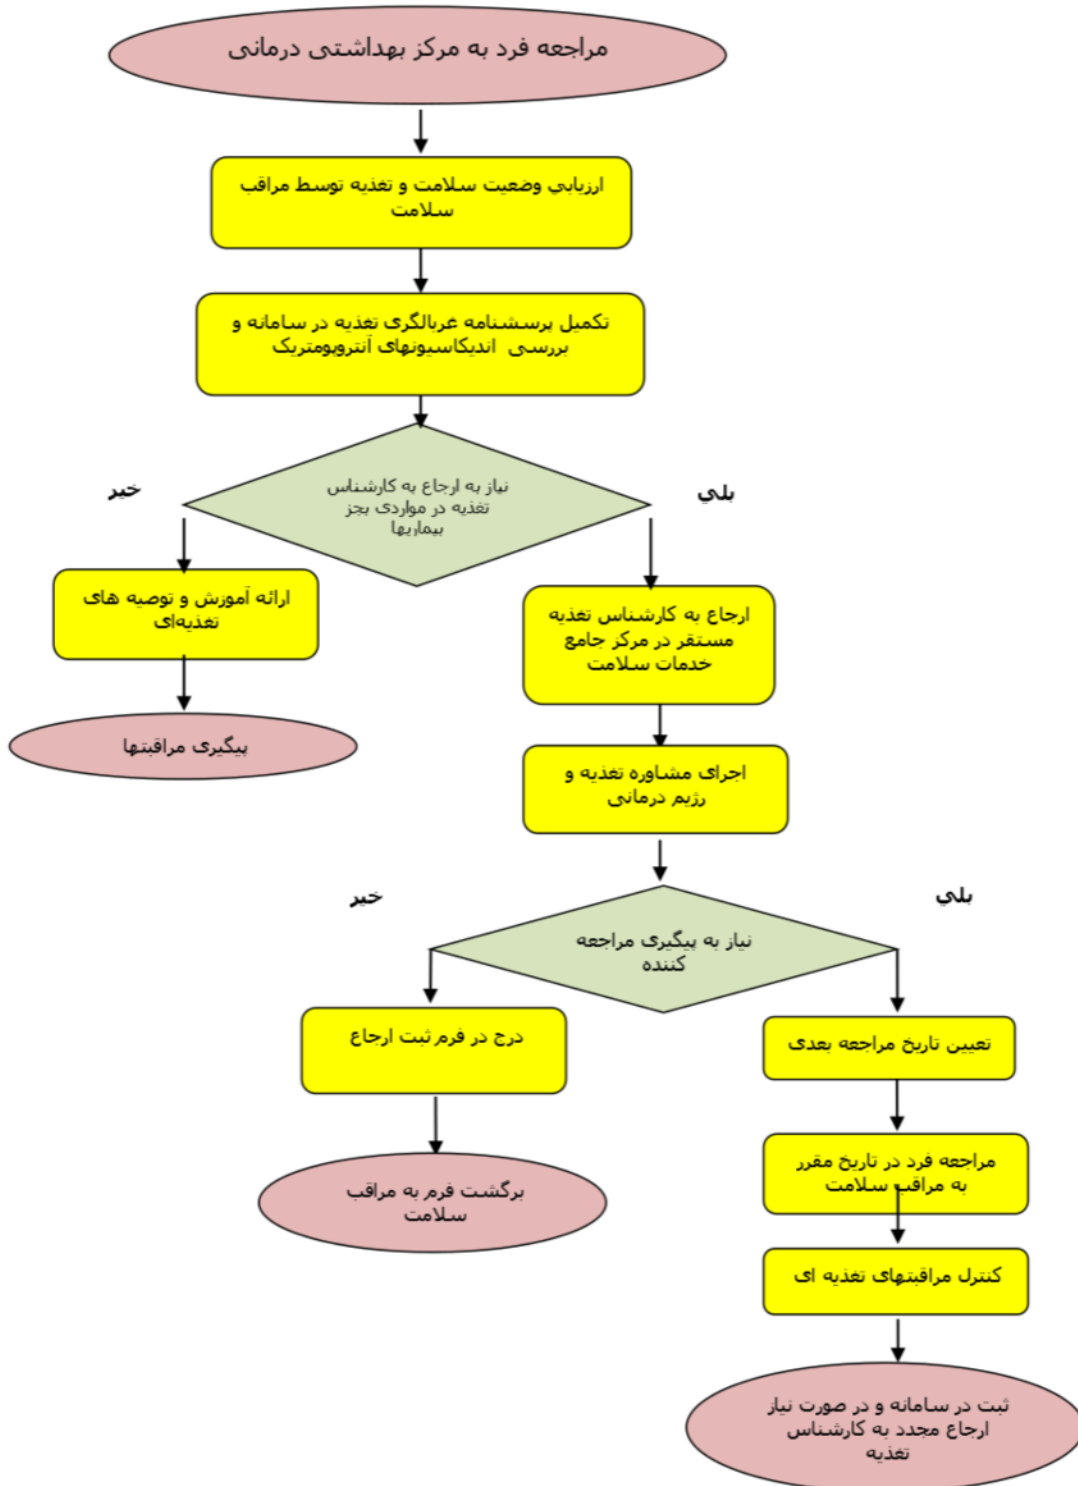 مراجعه فرد به مرکز بهداشتی درمانی
ارزیابي وضعیت سلامت و تغذیه توسط مراقب
سلامت
تکمیل پرسشنامه غربالگری تغذیه در سامانه و
بررسی اندیکاسیونهای آنتروپومتریک
نیاز به ارجاع به کارشناس
تغذیه در مواردی بجز
بیماریها
بلي
خیر
ارائه آموزش و توصیه های
تغذیه‌ای
پیگیری مراقبتها
ارجاع به کارشناس تغذیه
مستقر در مرکز جامع
خدمات سلامت
اجرای مشاوره تغذیه و
رژیم درمانی
نیاز به پیگیری مراجعه
کننده
بلي
خیر
درج در فرم ثبت ارجاع
برگشت فرم به مراقب
سلامت
تعیین تاریخ مراجعه بعدی
مراجعه فرد در تاریخ مقرر
به مراقب سلامت
کنترل مراقبتهای تغذیه ای
ثبت در سامانه و در صورت نیاز
ارجاع مجدد به کارشناس
تغذیه